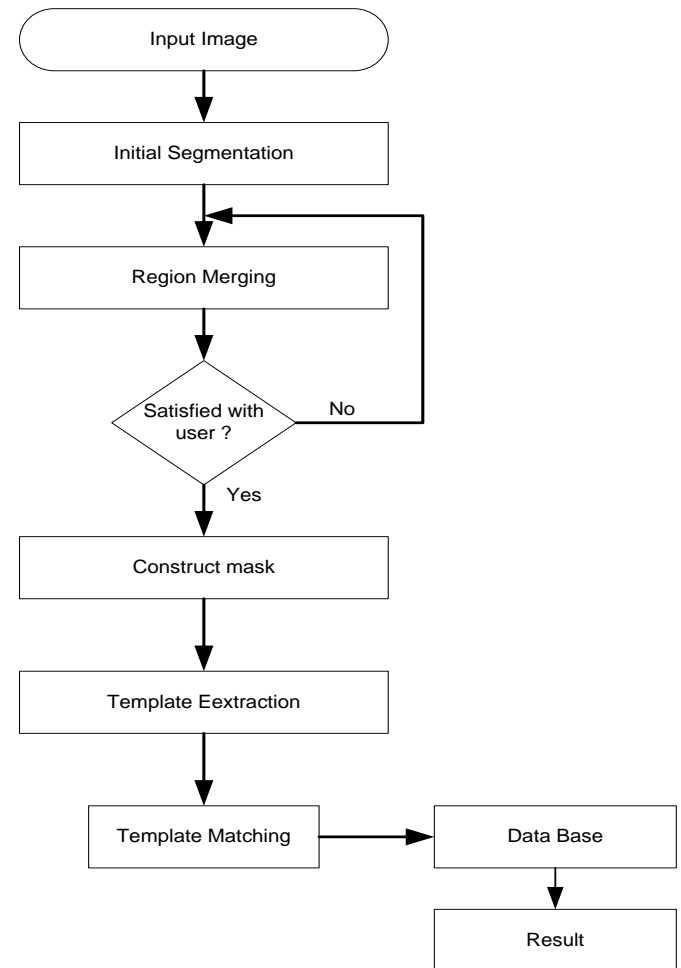 Input Image
Initial Segmentation
Region Merging
Satisfied with
user ?
No
Yes
Construct mask
Template Eextraction
Template Matching
Data Base
Result